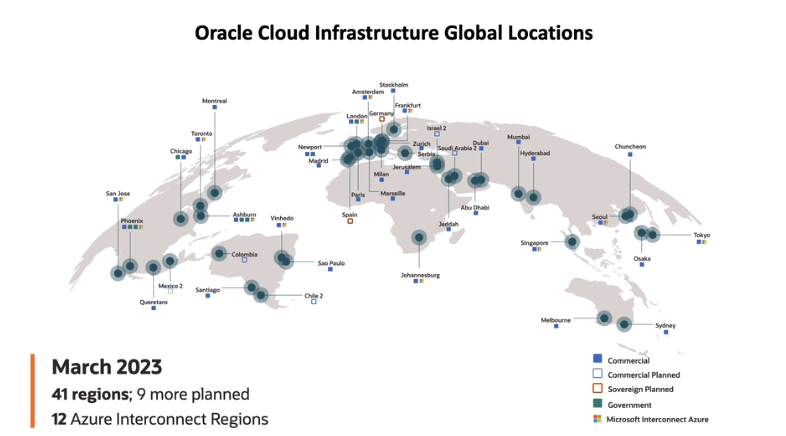 Oracle Cloud Infrastructure Global Locations
Stockholm
Amsterdam
Frankfurt
Montreal
London
Germany
Israel 2
Toronto
Mumbai
Zurich
Saudi Arabia 2
Dubai
Chicago
Newport
Serbia
Hyderabad
Chuncheon
Madrid
Jerusalem
Milan
San Jose
Paris
Marseille
Phoenix
Ashburn
Vinhedo
Spain
Abu Dhabi
Seoul
Jeddah
Tokyo
Singapore
Colombia
Sao Paulo
Osaka
Johannesburg
Mexico 2
Santiago
Queretaro
Chile 2
Melbourne
Sydney
March 2023
41 regions; 9 more planned
12 Azure Interconnect Regions
Commercial
Commercial Planned
Sovereign Planned
Government
Microsoft Interconnect Azure